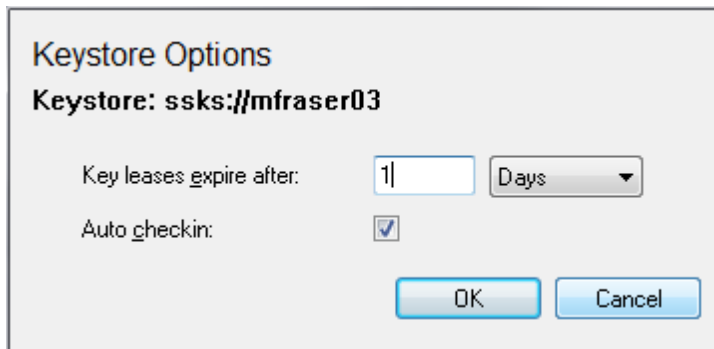 Keystore Options
Keystore: ssks://mfraser03
Key leases expire after: 1 Days
Auto checkin:
OK Cancel